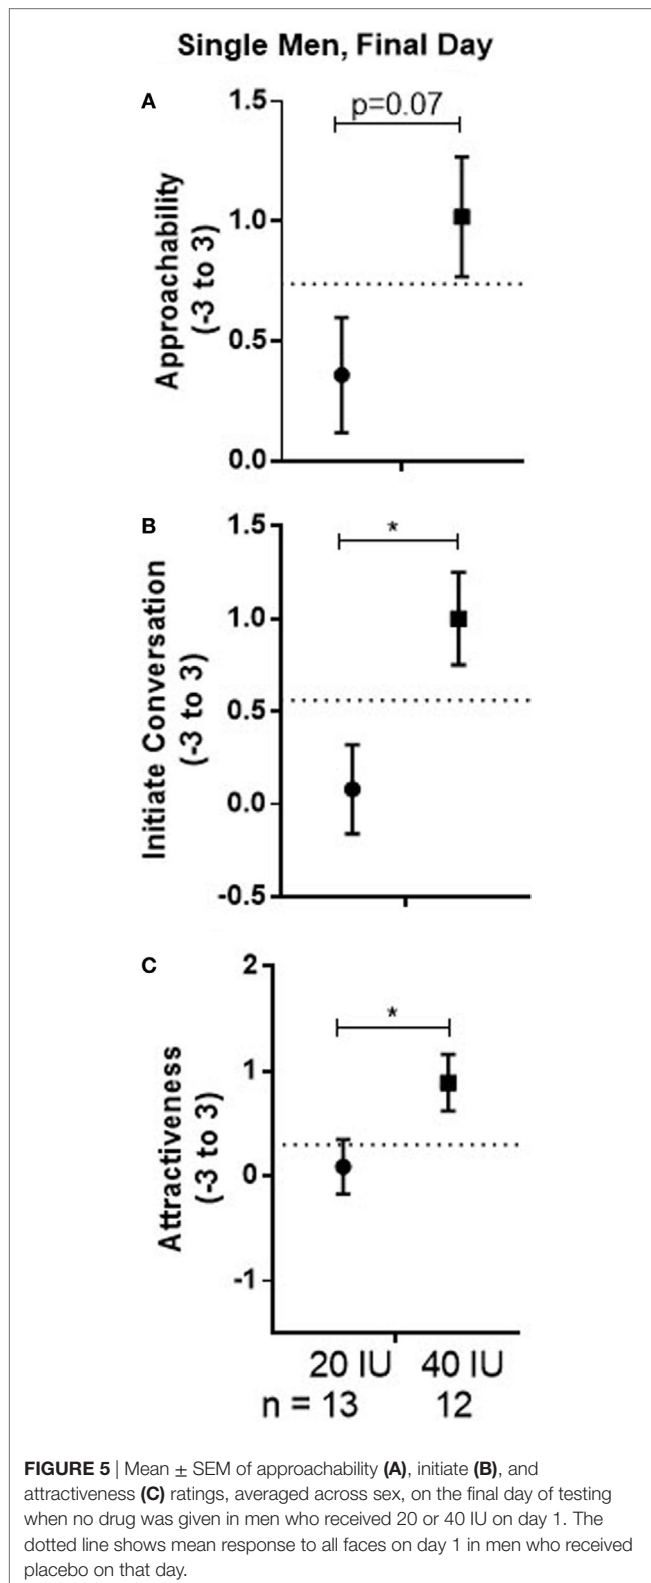 Single Men, Final Day
A
p=0.07
1.5
1.0
0.5
0.0
Approachability
(-3 to 3)
B
*
1.5
1.0
0.5
0.0
-0.5
Initiate Conversation
(-3 to 3)
C
*
2
1
0
-1
Attractiveness
(-3 to 3)
20 IU 40 IU
n = 13 12
FIGURE 5 | Mean ± SEM of approachability (A), initiate (B), and
attractiveness (C) ratings, averaged across sex, on the final day of testing
when no drug was given in men who received 20 or 40 IU on day 1. The
dotted line shows mean response to all faces on day 1 in men who received
placebo on that day.